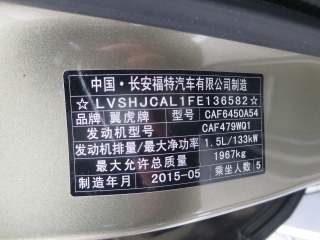 中国·长安福特汽车有限公司制造
☆LVSHJCAL1FE136582☆
品牌 翼虎牌 型号 CAF6450A54
发动机型号 CAF479WQ1
发动机排量/最大净功率 1.5L/133kW
最大允许总质量 1967kg
制造年月 2015-05 乘坐人数 5